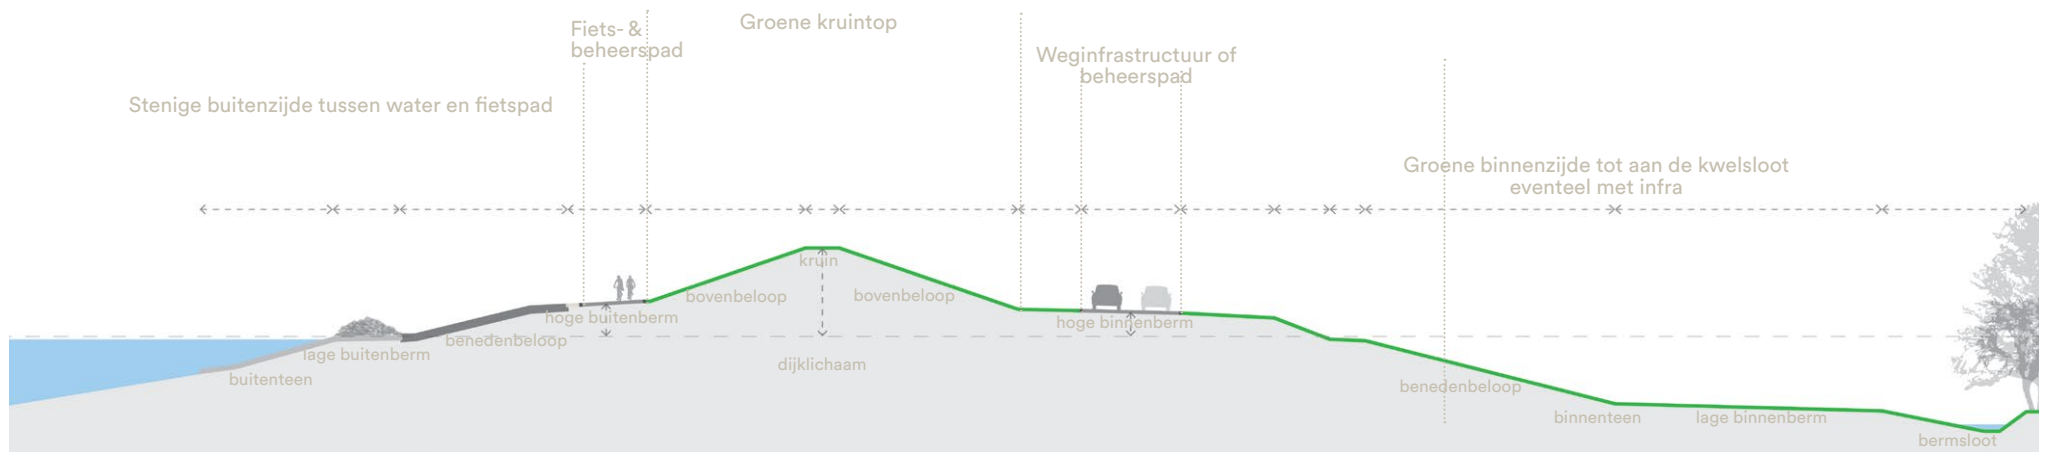 Fiets- &
beheerspad
Groene kruintop
Weginfrastructuur of
beheerspad
Stenige buitenzijde tussen water en fietspad
Groene binnenzijde tot aan de kwelsloot
eventeel met infra
kruin
bovenbeloop
bovenbeloop
hoge buitenberm
hoge binnenberm
benedenbeloop
lage buitenberm
dijklichaam
buitenteen
benedenbeloop
binnenteen
lage binnenberm
bermsloot